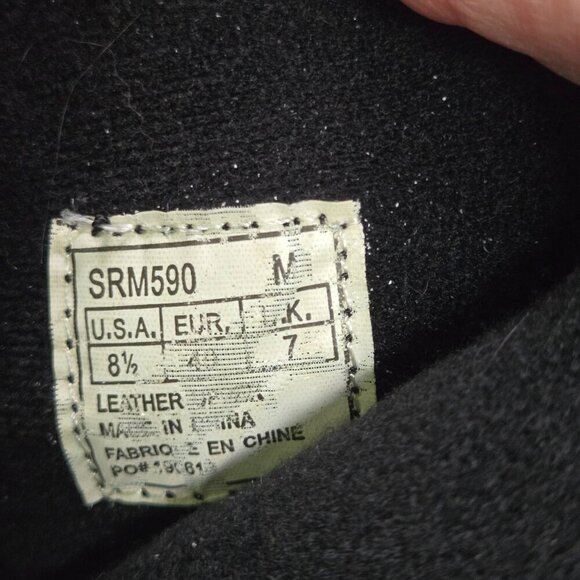 SRM590 M
U.S.A. EUR. K.
8½ 7
LEATHER
MADE IN CHINA
FABRIQUE EN CHINE
PO#